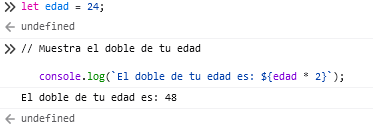 >> let edad = 24;
← undefined
>> // Muestra el doble de tu edad
console.log(`El doble de tu edad es: ${edad * 2}`);
El doble de tu edad es: 48
← undefined